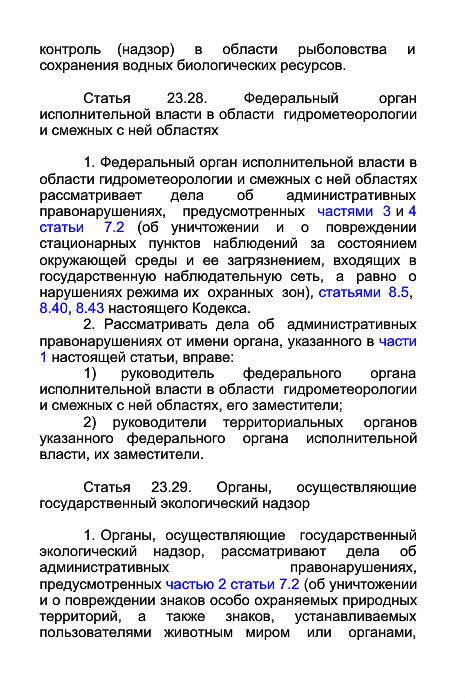 контроль (надзор) в области рыболовства и
сохранения водных биологических ресурсов.
Статья 23.28. Федеральный орган
исполнительной власти в области гидрометеорологии
и смежных с ней областях
1. Федеральный орган исполнительной власти в
области гидрометеорологии и смежных с ней областях
рассматривает дела об административных
правонарушениях, предусмотренных частями 3 и 4
статьи 7.2 (об уничтожении и о повреждении
стационарных пунктов наблюдений за состоянием
окружающей среды и ее загрязнением, входящих в
государственную наблюдательную сеть, а равно о
нарушениях режима их охранных зон), статьями 8.5,
8.40, 8.43 настоящего Кодекса.
2. Рассматривать дела об административных
правонарушениях от имени органа, указанного в части
1 настоящей статьи, вправе:
1) руководитель федерального органа
исполнительной власти в области гидрометеорологии
и смежных с ней областях, его заместители;
2) руководители территориальных органов
указанного федерального органа исполнительной
власти, их заместители.
Статья 23.29. Органы, осуществляющие
государственный экологический надзор
1. Органы, осуществляющие государственный
экологический надзор, рассматривают дела об
административных правонарушениях,
предусмотренных частью 2 статьи 7.2 (об уничтожении
и о повреждении знаков особо охраняемых природных
территорий, а также знаков, устанавливаемых
пользователями животным миром или органами,